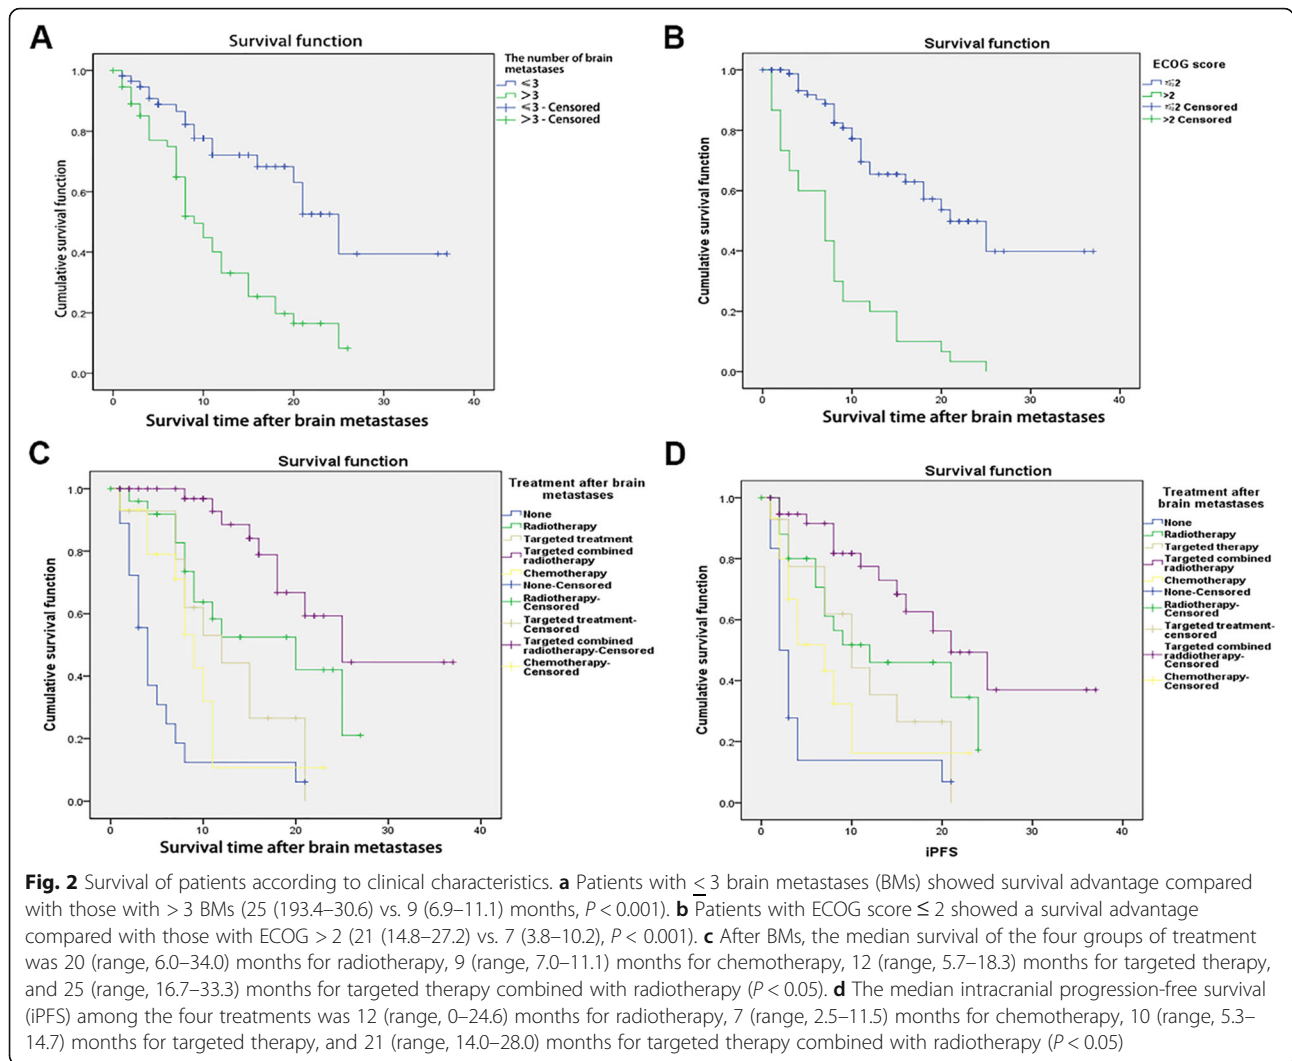 A
Survival function
The number of brain
metastases
≤3
>3
≤3 - Censored
>3 - Censored
1.0
0.8
0.6
0.4
0.2
0.0
Cumulative survival function
0 10 20 30 40
Survival time after brain metastases
B
Survival function
ECOG score
≤2
>2
≤2 Censored
>2 Censored
1.0
0.8
0.6
0.4
0.2
0.0
Cumulative survival function
0 10 20 30 40
Survival time after brain metastases
C
Survival function
Treatment after brain
metastases
None
Radiotherapy
Targeted treatment
Targeted combined
radiotherapy
Chemotherapy
None-Censored
Radiotherapy-
Censored
Targeted treatment-
Censored
Targeted combined
radiotherapy-Censored
Chemotherapy-
Censored
1.0
0.8
0.6
0.4
0.2
0.0
Cumulative survival function
0 10 20 30 40
Survival time after brain metastases
D
Survival function
Treatment after
brain metastases
None
Radiotherapy
Targeted therapy
Targeted combined
radiotherapy
Chemotherapy
None-Censored
Radiotherapy-
Censored
Targeted treatment-
censored
Targeted combined
raddiotherapy-
Censored
Chemotherapy-
Censored
1.0
0.8
0.6
0.4
0.2
0.0
Cumulative survival function
0 10 20 30 40
iPFS
Fig. 2 Survival of patients according to clinical characteristics. a Patients with ≤ 3 brain metastases (BMs) showed survival advantage compared
with those with > 3 BMs (25 (193.4–30.6) vs. 9 (6.9–11.1) months, P < 0.001). b Patients with ECOG score ≤ 2 showed a survival advantage
compared with those with ECOG > 2 (21 (14.8–27.2) vs. 7 (3.8–10.2), P < 0.001). c After BMs, the median survival of the four groups of treatment
was 20 (range, 6.0–34.0) months for radiotherapy, 9 (range, 7.0–11.1) months for chemotherapy, 12 (range, 5.7–18.3) months for targeted therapy,
and 25 (range, 16.7–33.3) months for targeted therapy combined with radiotherapy (P < 0.05). d The median intracranial progression-free survival
(iPFS) among the four treatments was 12 (range, 0–24.6) months for radiotherapy, 7 (range, 2.5–11.5) months for chemotherapy, 10 (range, 5.3–
14.7) months for targeted therapy, and 21 (range, 14.0–28.0) months for targeted therapy combined with radiotherapy (P < 0.05)